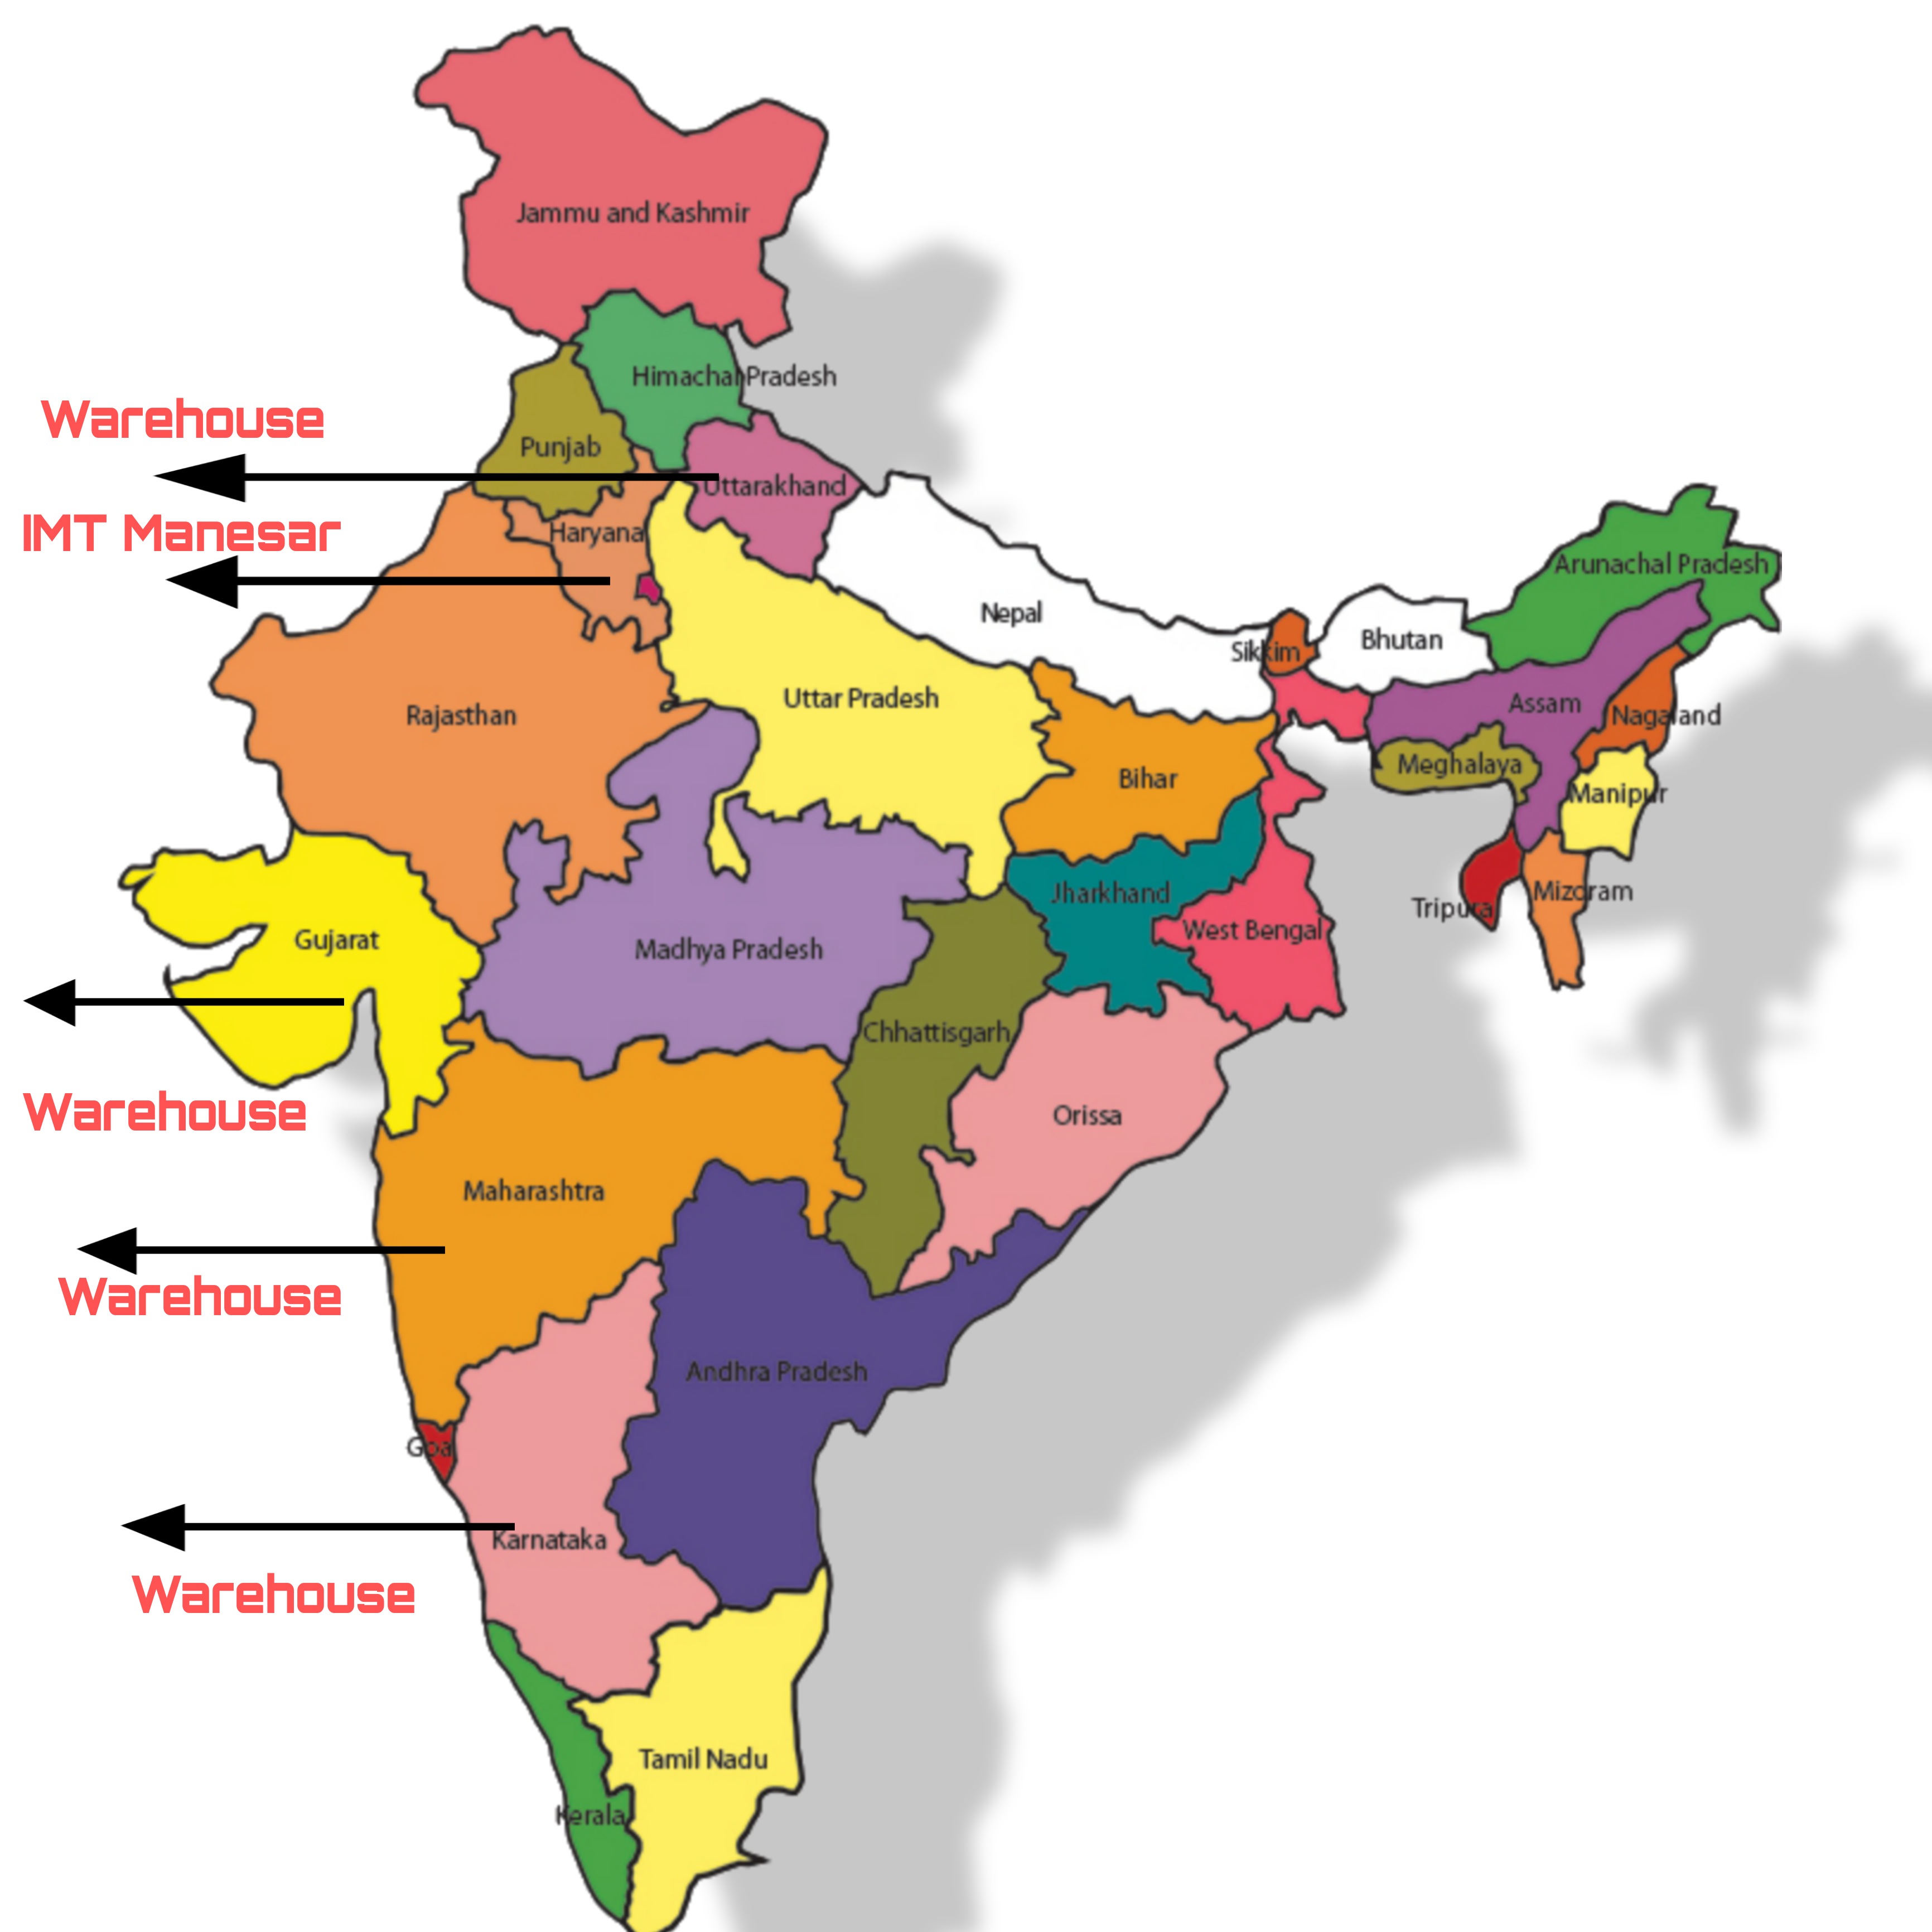 Jammu and Kashmir
Himachal Pradesh
Warehouse
Punjab
Uttarakhand
IMT Manesar
Haryana
Arunachal Pradesh
Nepal
Bhutan
Sikkim
Uttar Pradesh
Rajasthan
Assam
Nagaland
Bihar
Meghalaya
Manipur
Jharkhand
Mizoram
Tripura
West Bengal
Gujarat
Madhya Pradesh
Chhattisgarh
Warehouse
Orissa
Maharashtra
Warehouse
Andhra Pradesh
Goa
Karnataka
Warehouse
Tamil Nadu
Kerala